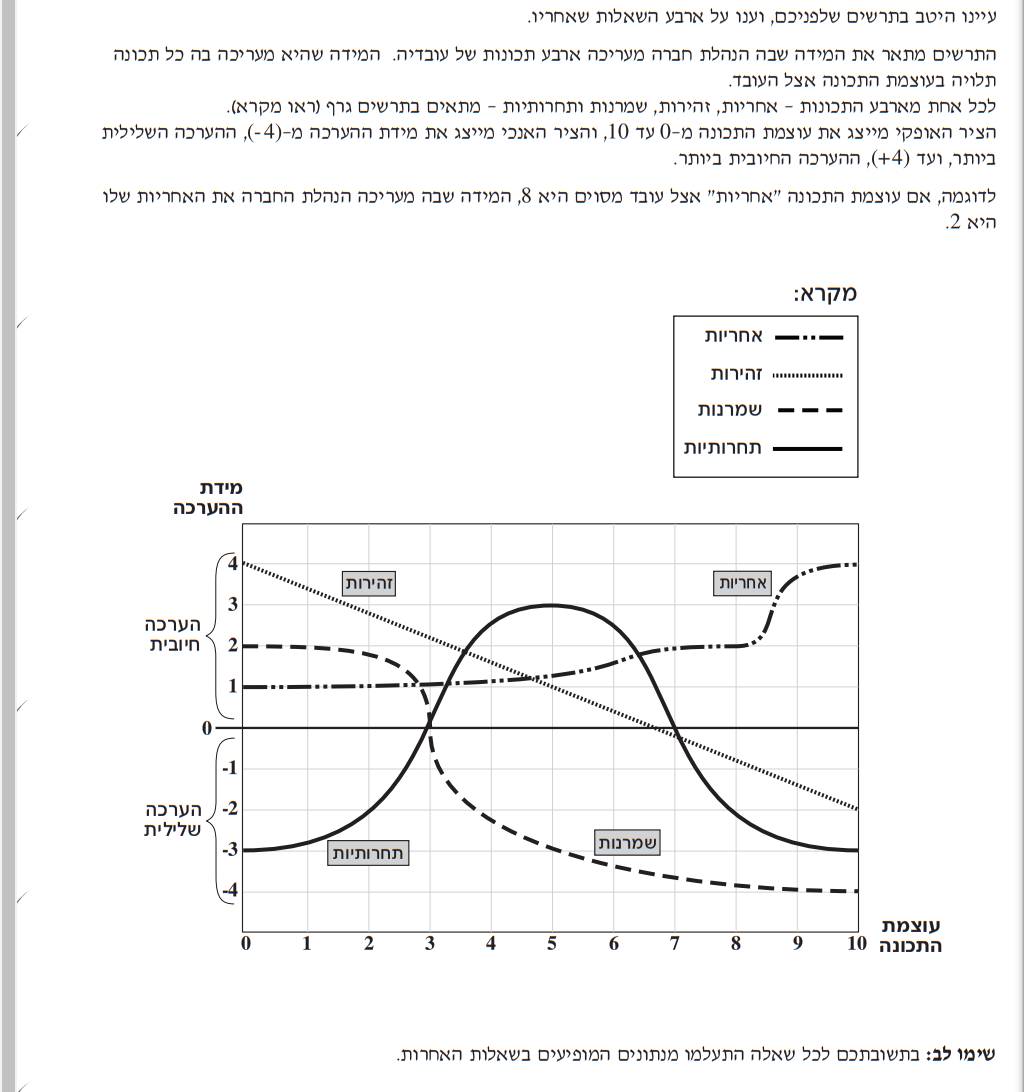 עיינו היטב בתרשים שלפניכם, וענו על ארבע השאלות שאחריו.
התרשים מתאר את המידה שבה הנהלת חברה מעריכה ארבע תכונות של עובדיה. המידה שהיא מעריכה בה כל תכונה
תלויה בעוצמת התכונה אצל העובד.
לכל אחת מארבע התכונות – אחריות, זהירות, שמרנות ותחרותיות – מתאים בתרשים גרף (ראו מקרא).
הציר האופקי מייצג את עוצמת התכונה מ-0 עד 10, והציר האנכי מייצג את מידת ההערכה מ-(4-), ההערכה השלילית
ביותר, ועד (4+), ההערכה החיובית ביותר.
לדוגמה, אם עוצמת התכונה "אחריות" אצל עובד מסוים היא 8, המידה שבה מעריכה הנהלת החברה את האחריות שלו
היא 2.
מקרא:
אחריות
זהירות
שמרנות
תחרותיות
מידת
ההערכה
4
3
2
1
0
-1
-2
-3
-4
הערכה
חיובית
הערכה
שלילית
זהירות
אחריות
תחרותיות
שמרנות
0 1 2 3 4 5 6 7 8 9 10
עוצמת
התכונה
שימו לב: בתשובתכם לכל שאלה התעלמו מנתונים המופיעים בשאלות האחרות.